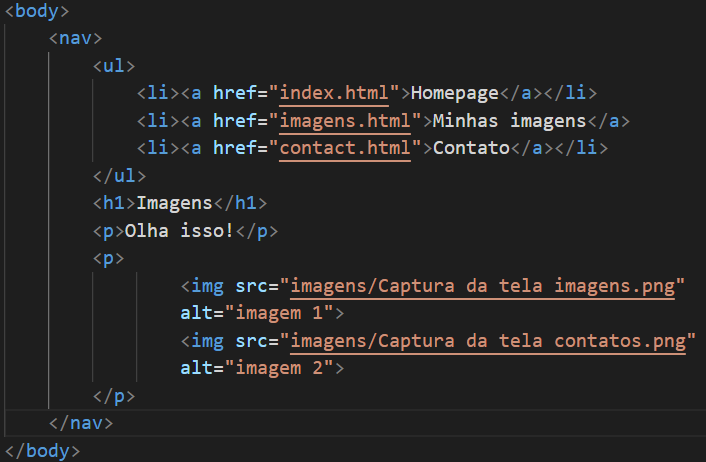 <body>
<nav>
<ul>
<li><a href="index.html">Homepage</a></li>
<li><a href="imagens.html">Minhas imagens</a>
<li><a href="contact.html">Contato</a></li>
</ul>
<h1>Imagens</h1>
<p>Olha isso!</p>
<p>
<img src="imagens/Captura da tela imagens.png"
alt="imagem 1">
<img src="imagens/Captura da tela contatos.png"
alt="imagem 2">
</p>
</nav>
</body>